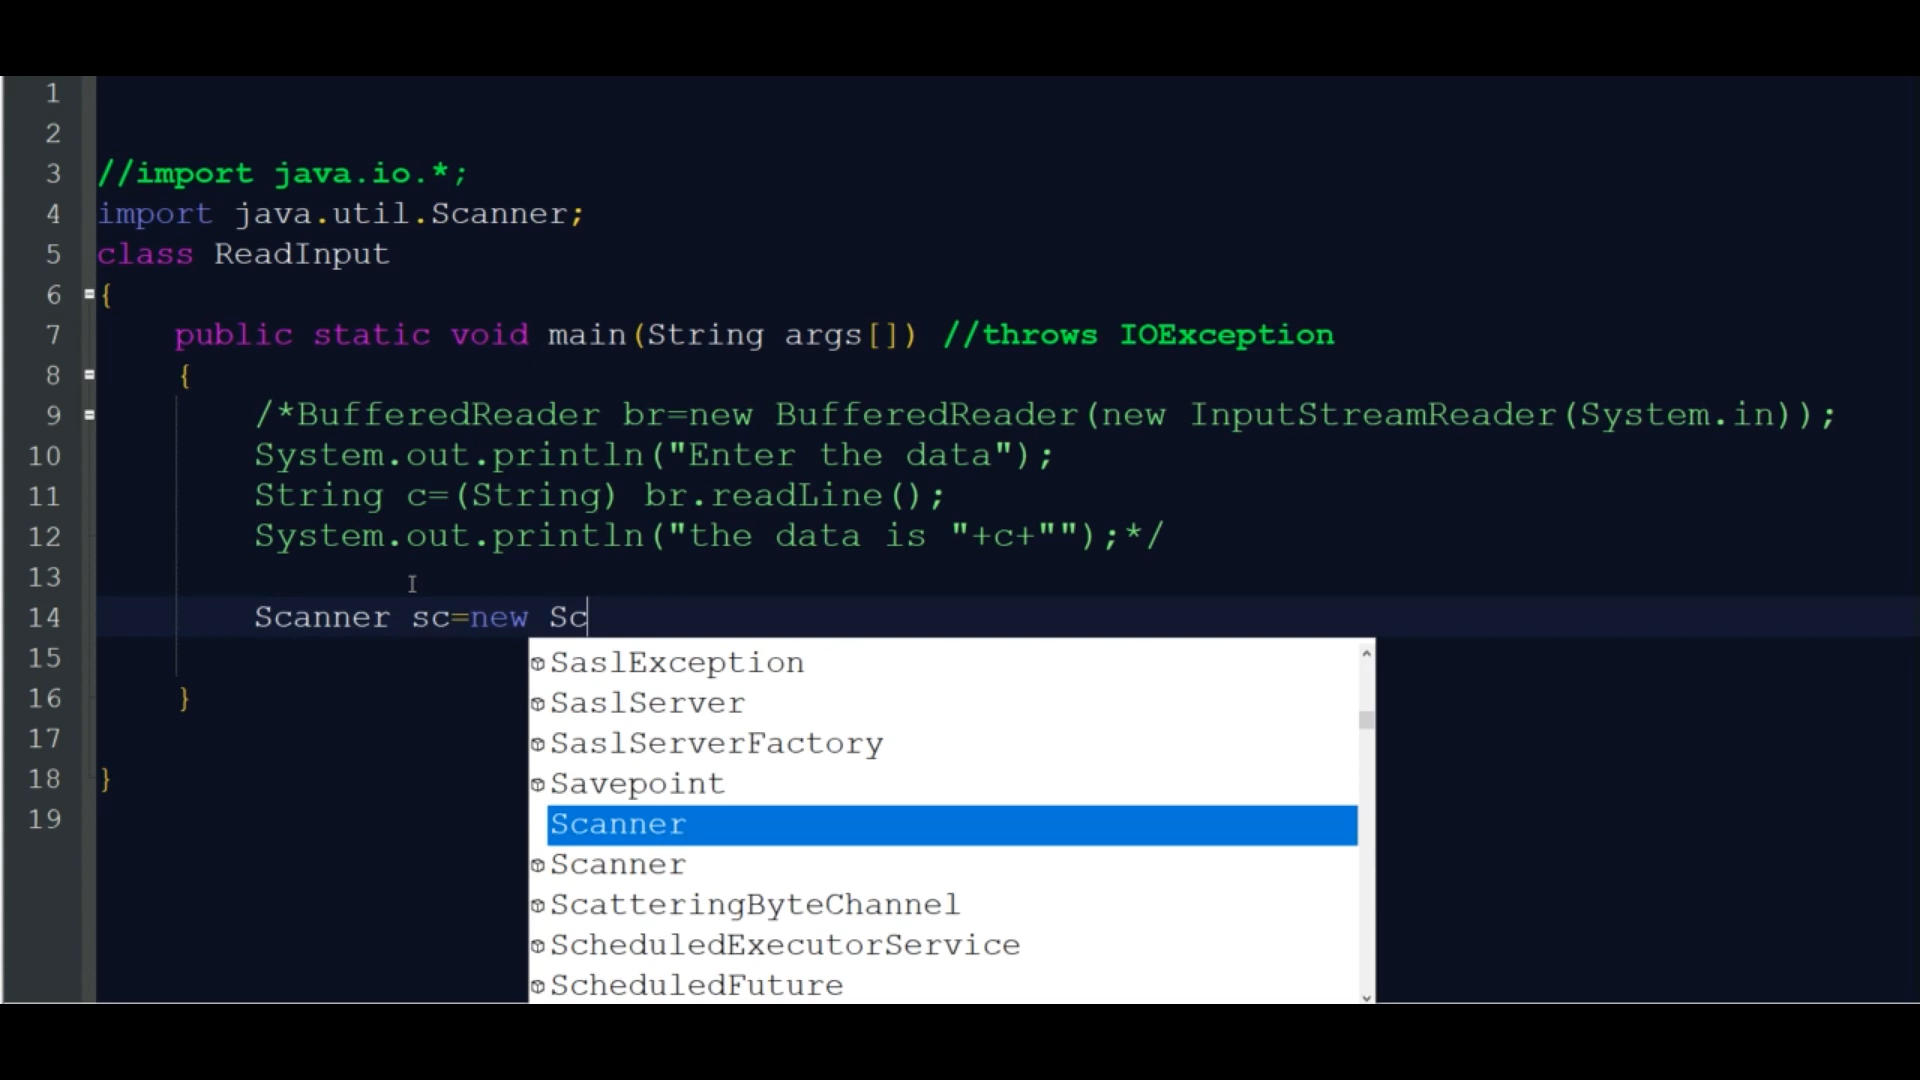 1
2
3 //import java.io.*;
4 import java.util.Scanner;
5 class ReadInput
6 {
7 public static void main(String args[]) //throws IOException
8 {
9 /*BufferedReader br=new BufferedReader(new InputStreamReader(System.in));
10 System.out.println("Enter the data");
11 String c=(String) br.readLine();
12 System.out.println("the data is "+c+"");*/
13
14 Scanner sc=new Sc
15
16 }
17
18 }
19
SaslException
SaslServer
SaslServerFactory
Savepoint
Scanner
Scanner
ScatteringByteChannel
ScheduledExecutorService
ScheduledFuture